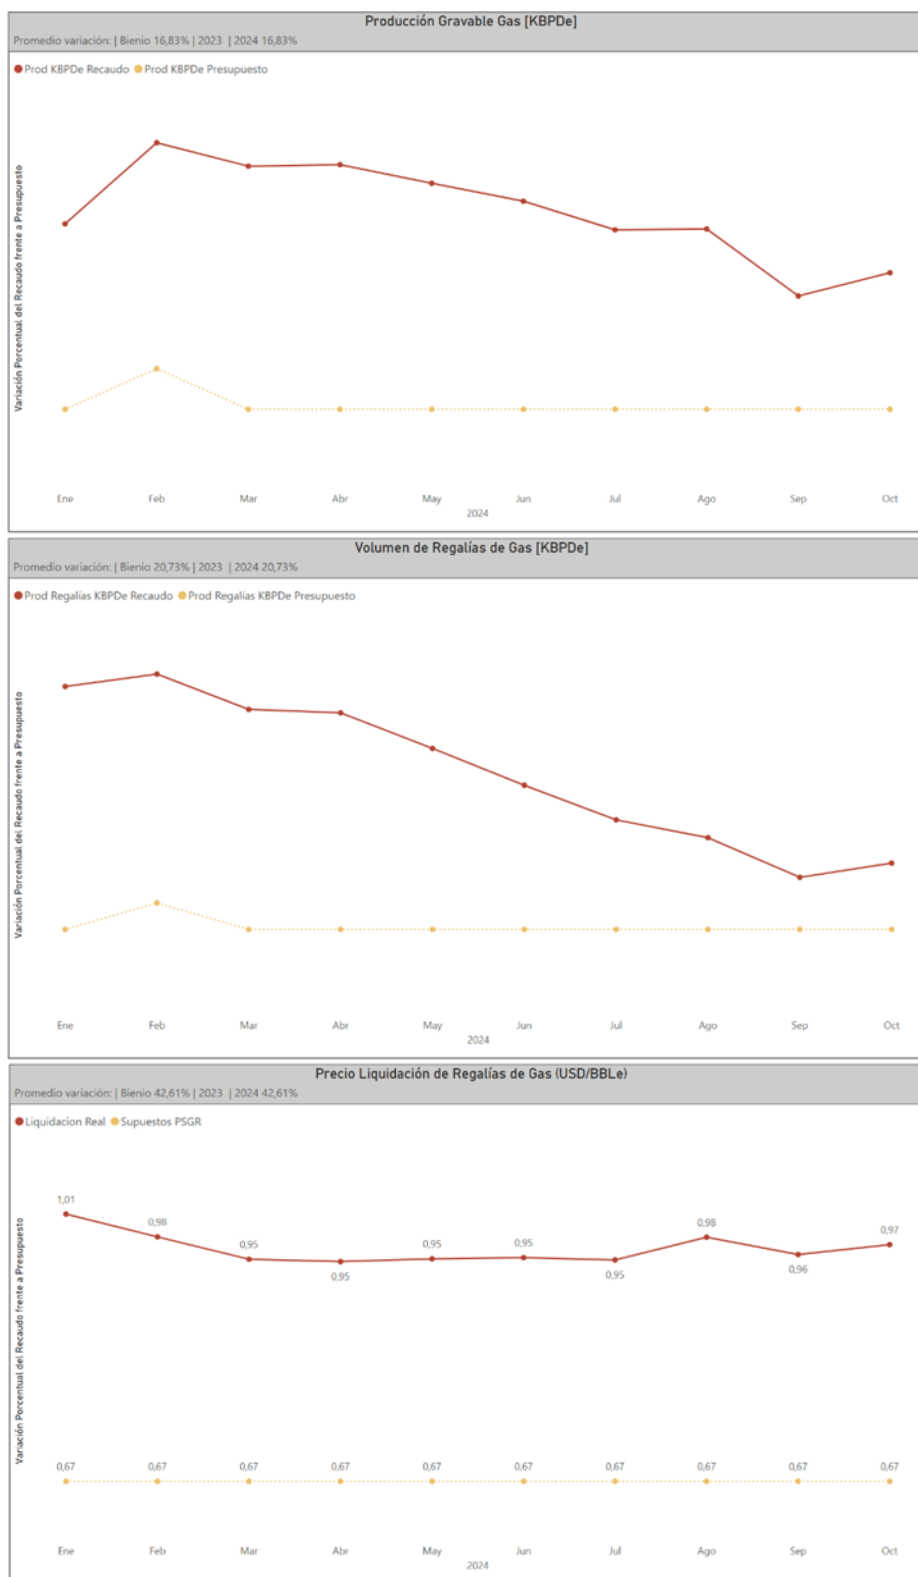 Producción Gravable Gas [KBPDe]
Promedio variación: | Bienio 16,83% | 2023 | 2024 16,83%
Prod KBPDe Recaudo Prod KBPDe Presupuesto
Variación Porcentual del Recaudo frente a Presupuesto
Ene Feb Mar Abr May Jun Jul Ago Sep Oct
2024
Volumen de Regalías de Gas [KBPDe]
Promedio variación: | Bienio 20,73% | 2023 | 2024 20,73%
Prod Regalías KBPDe Recaudo Prod Regalías KBPDe Presupuesto
Variación Porcentual del Recaudo frente a Presupuesto
Ene Feb Mar Abr May Jun Jul Ago Sep Oct
2024
Precio Liquidación de Regalías de Gas (USD/BBLe)
Promedio variación: | Bienio 42,61% | 2023 | 2024 42,61%
Liquidacion Real Supuestos PSGR
Variación Porcentual del Recaudo frente a Presupuesto
1,01 0,98 0,95 0,95 0,95 0,95 0,95 0,98 0,96 0,97
0,67 0,67 0,67 0,67 0,67 0,67 0,67 0,67 0,67 0,67
Ene Feb Mar Abr May Jun Jul Ago Sep Oct
2024